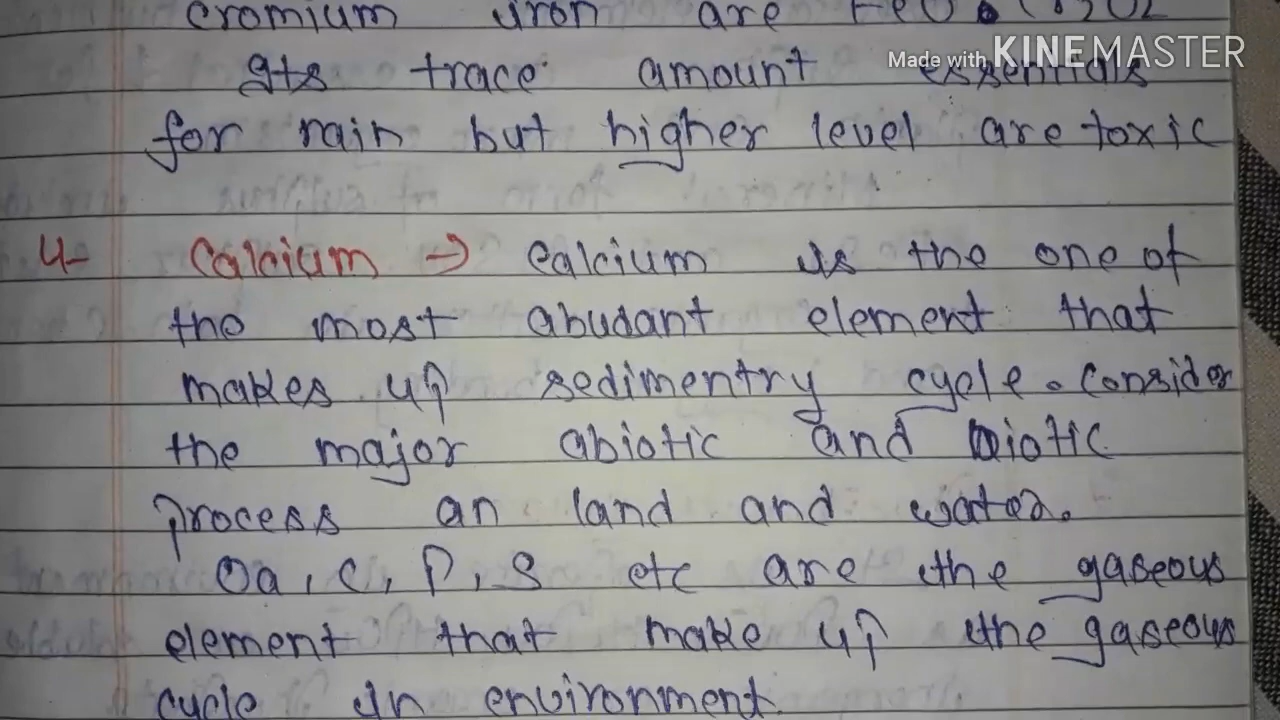 cromium iron are FeO.Cr2O2
Made with KINEMASTER
Its trace amount essentials
for rain but higher level are toxic
4- Calcium → Calcium is the one of
the most abudant element that
makes up sedimentry cycle. Consider
the major abiotic and biotic
process an land and water.
Oa, C, P, S etc are the gaseous
element that make up the gaseous
cycle in environment.